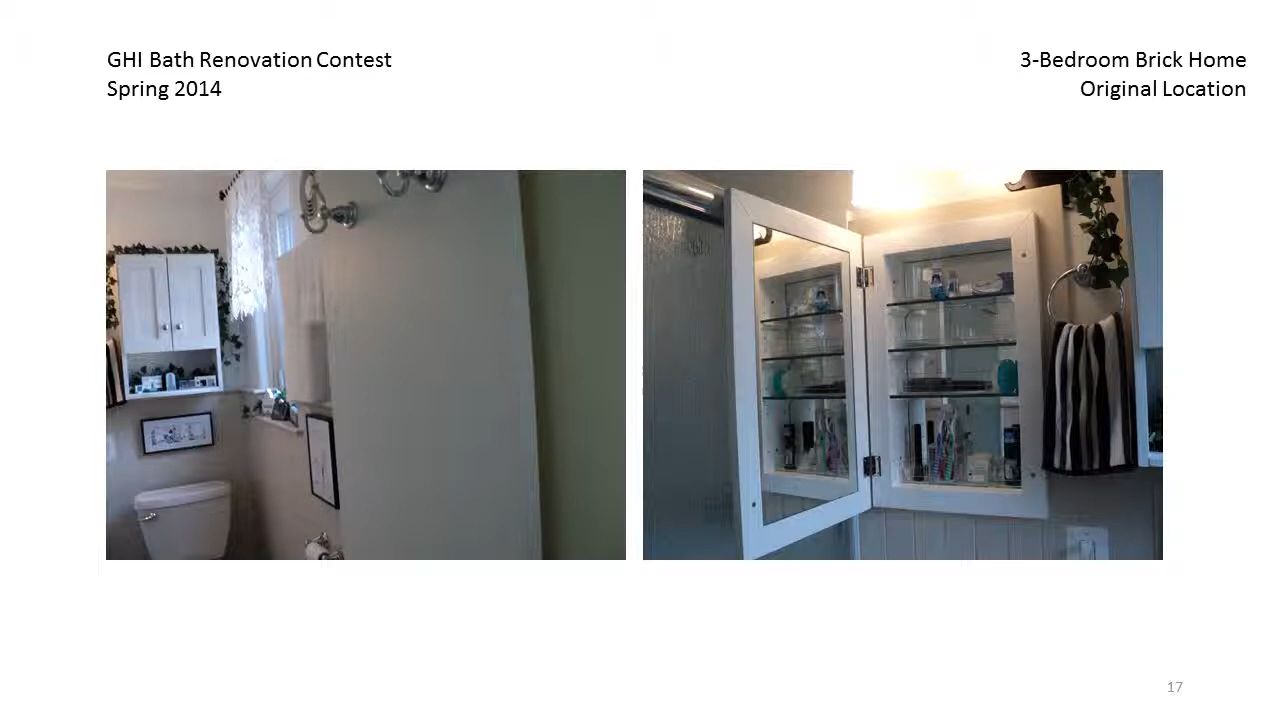 GHI Bath Renovation Contest
Spring 2014
3-Bedroom Brick Home
Original Location
17